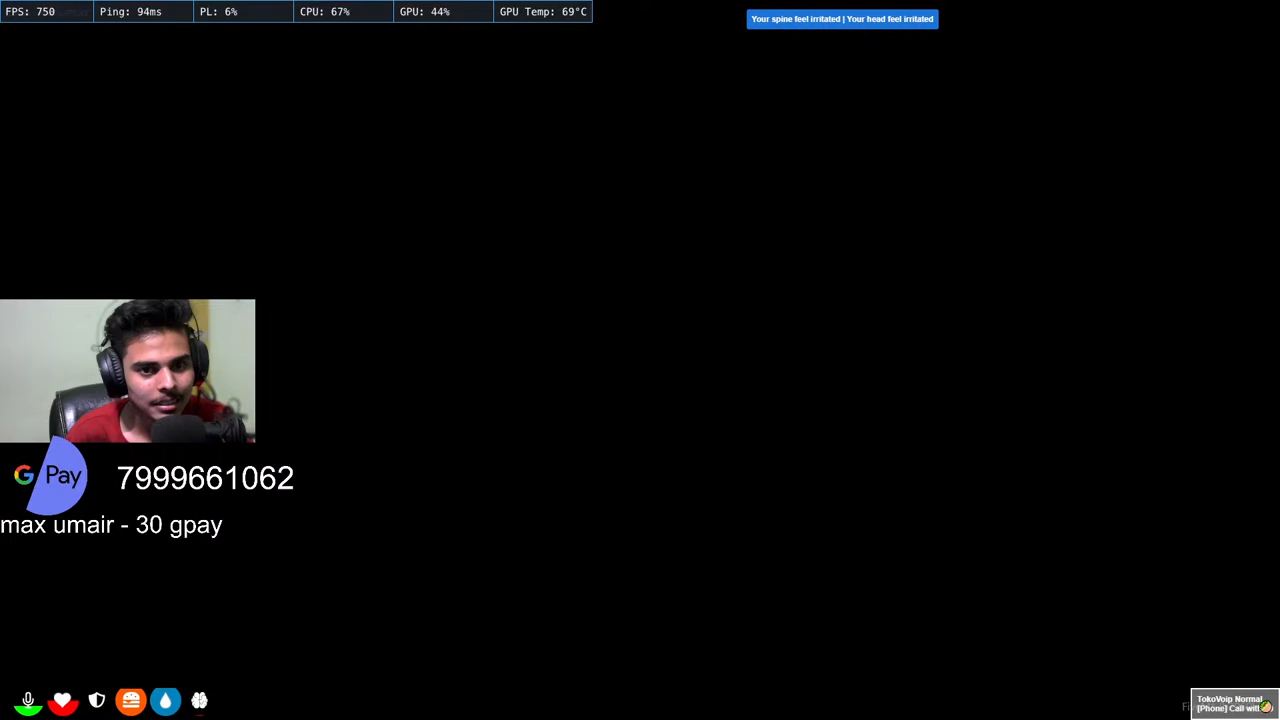 FPS: 750
Ping: 94ms
PL: 6%
CPU: 67%
GPU: 44%
GPU Temp: 69°C
Your spine feel irritated | Your head feel irritated
G Pay
7999661062
max umair - 30 gpay
TokoVoip Normal
[Phone] Call wit